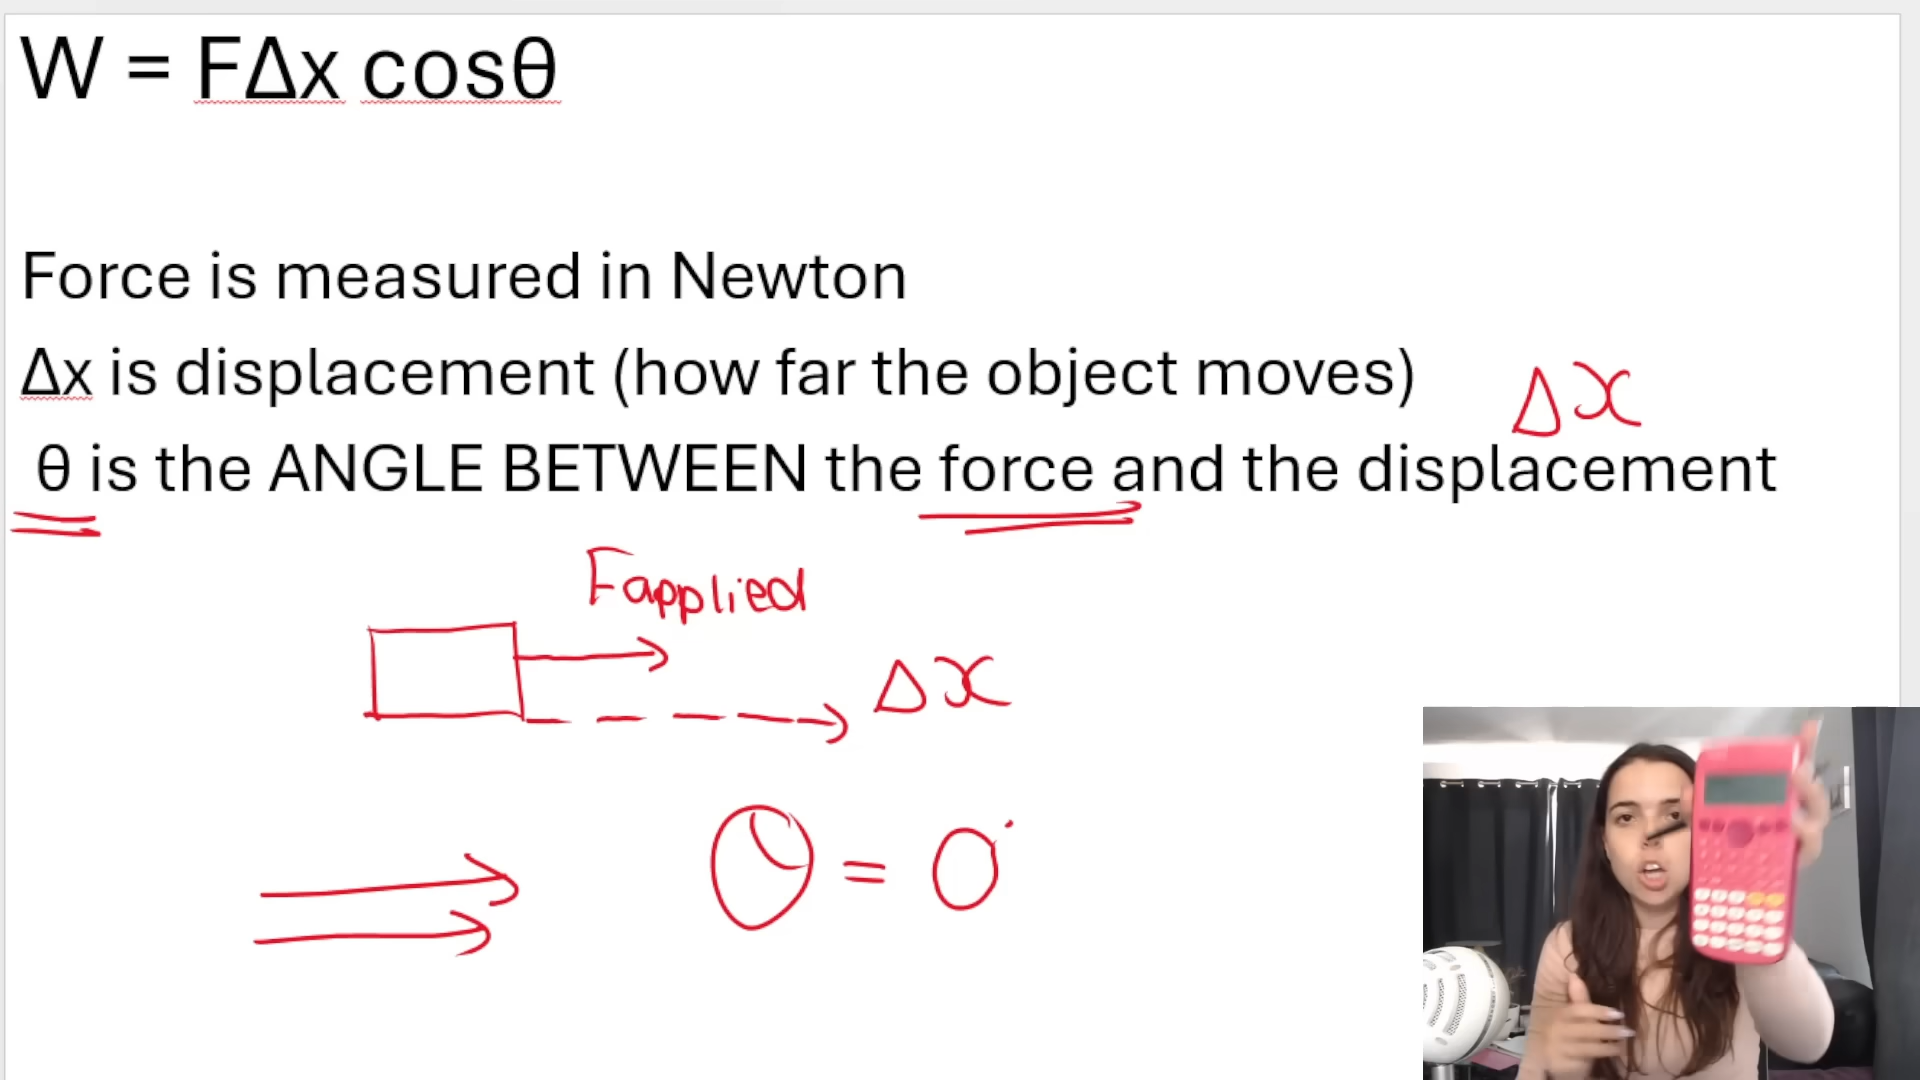 W = FΔx cosθ
Force is measured in Newton
Δx is displacement (how far the object moves)
Δx
θ is the ANGLE BETWEEN the force and the displacement
Fapplied
Δx
θ = 0°